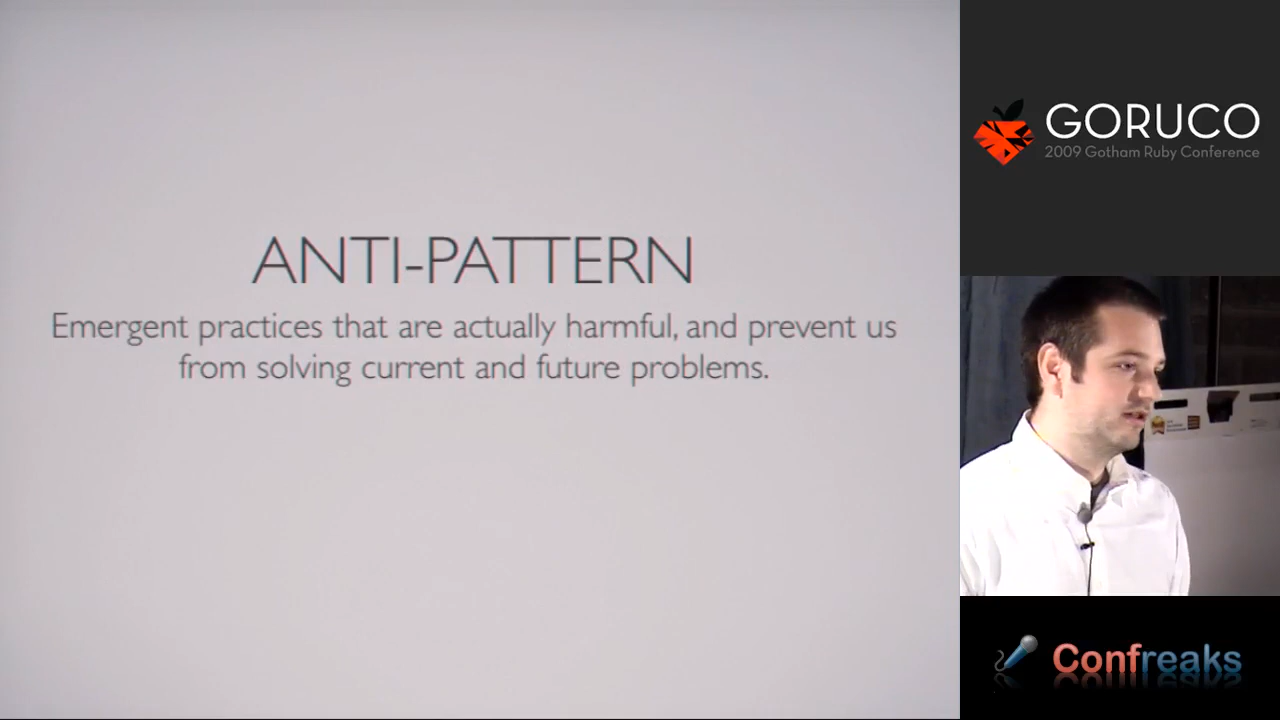 ANTI-PATTERN
Emergent practices that are actually harmful, and prevent us
from solving current and future problems.
GORUCO
2009 Gotham Ruby Conference
Confreaks